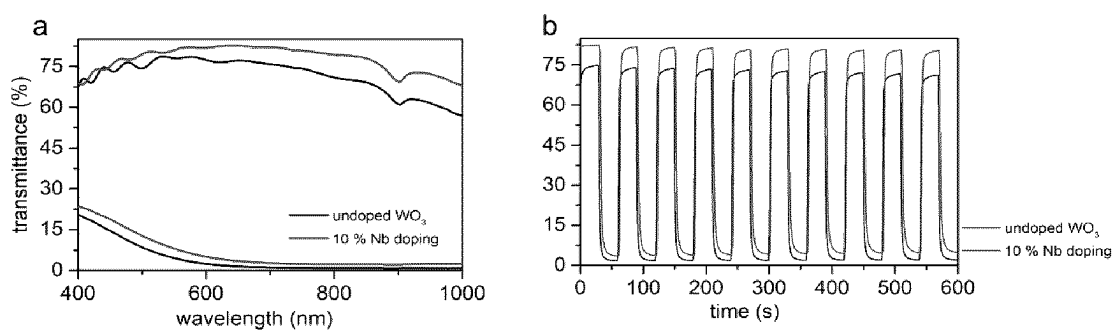 a
transmittance (%)
75
60
45
30
15
0
400
600
800
1000
wavelength (nm)
undoped WO₃
10 % Nb doping
b
75
60
45
30
15
0
0
100
200
300
400
500
600
time (s)
undoped WO₃
10 % Nb doping